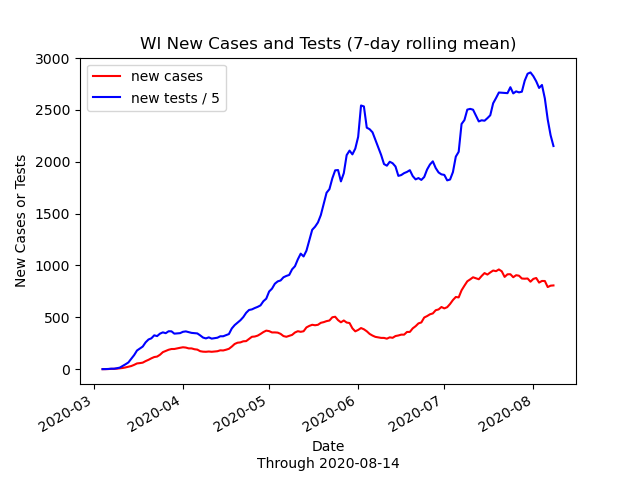 WI New Cases and Tests (7-day rolling mean)
new cases
new tests / 5
3000
2500
2000
1500
1000
500
0
New Cases or Tests
2020-03
2020-04
2020-05
2020-06
2020-07
2020-08
Date
Through 2020-08-14